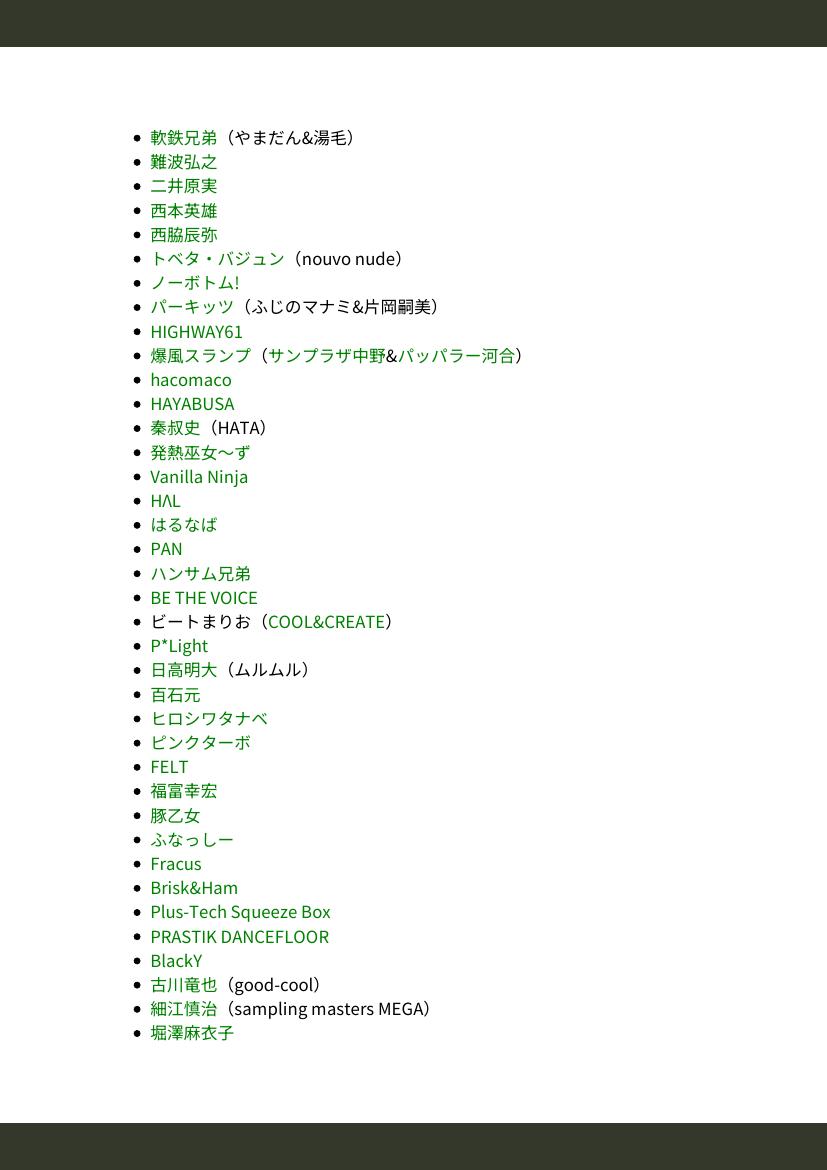 • 軟鉄兄弟（やまだん&湯毛）
• 難波弘之
• 二井原実
• 西本英雄
• 西脇辰弥
• トベタ・バジュン（nouvo nude）
• ノーボトム!
• パーキッツ（ふじのマナミ&片岡嗣美）
• HIGHWAY61
• 爆風スランプ（サンプラザ中野&パッパラー河合）
• hacomaco
• HAYABUSA
• 秦叔史（HATA）
• 発熱巫女〜ず
• Vanilla Ninja
• HΛL
• はるなば
• PAN
• ハンサム兄弟
• BE THE VOICE
• ビートまりお（COOL&CREATE）
• P*Light
• 日高明大（ムルムル）
• 百石元
• ヒロシワタナベ
• ピンクターボ
• FELT
• 福富幸宏
• 豚乙女
• ふなっしー
• Fracus
• Brisk&Ham
• Plus-Tech Squeeze Box
• PRASTIK DANCEFLOOR
• BlackY
• 古川竜也（good-cool）
• 細江慎治（sampling masters MEGA）
• 堀澤麻衣子